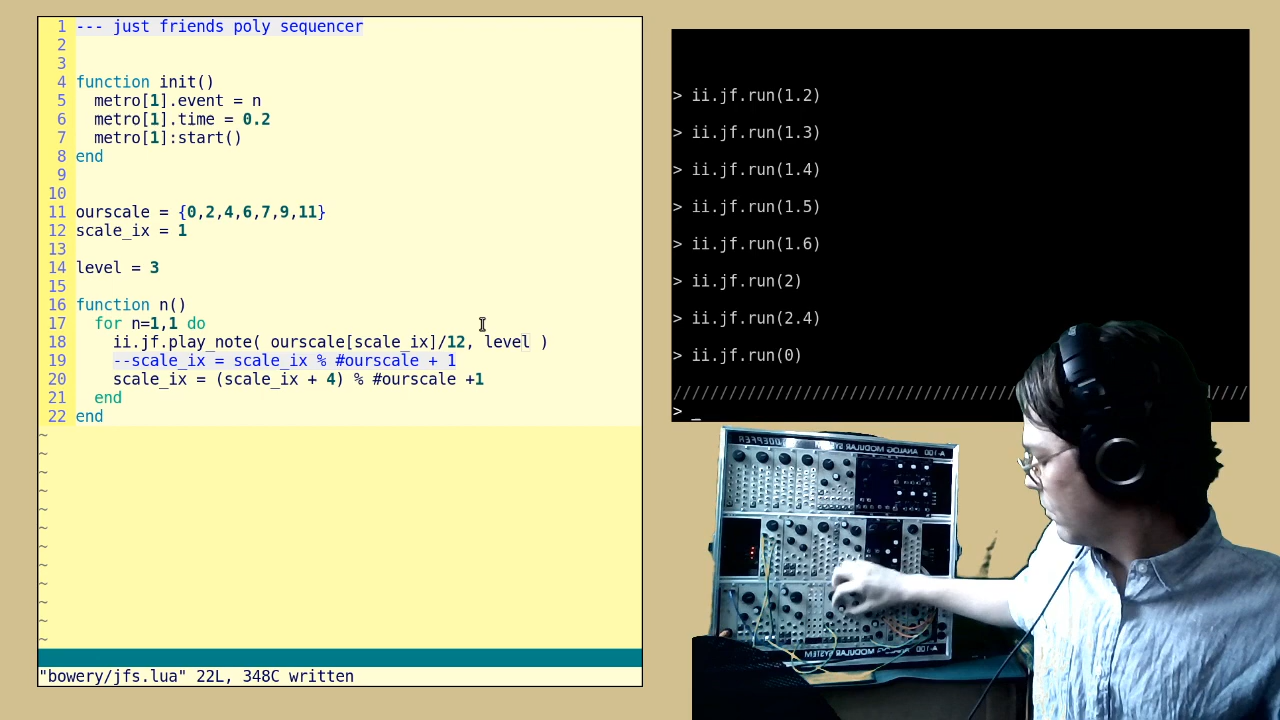 1 --- just friends poly sequencer
2
3
4 function init()
5   metro[1].event = n
6   metro[1].time = 0.2
7   metro[1]:start()
8 end
9
10
11 ourscale = {0,2,4,6,7,9,11}
12 scale_ix = 1
13
14 level = 3
15
16 function n()
17   for n=1,1 do
18     ii.jf.play_note( ourscale[scale_ix]/12, level )
19     --scale_ix = scale_ix % #ourscale + 1
20     scale_ix = (scale_ix + 4) % #ourscale +1
21   end
22 end
~
~
~
~
~
~
~
~
~
~
~
~
"bowery/jfs.lua" 22L, 348C written
> ii.jf.run(1.2)
> ii.jf.run(1.3)
> ii.jf.run(1.4)
> ii.jf.run(1.5)
> ii.jf.run(1.6)
> ii.jf.run(2)
> ii.jf.run(2.4)
> ii.jf.run(0)
> _
DOEPFER ANALOG MODULAR SYSTEM A-100
ANALOG MODULAR SYSTEM A-100